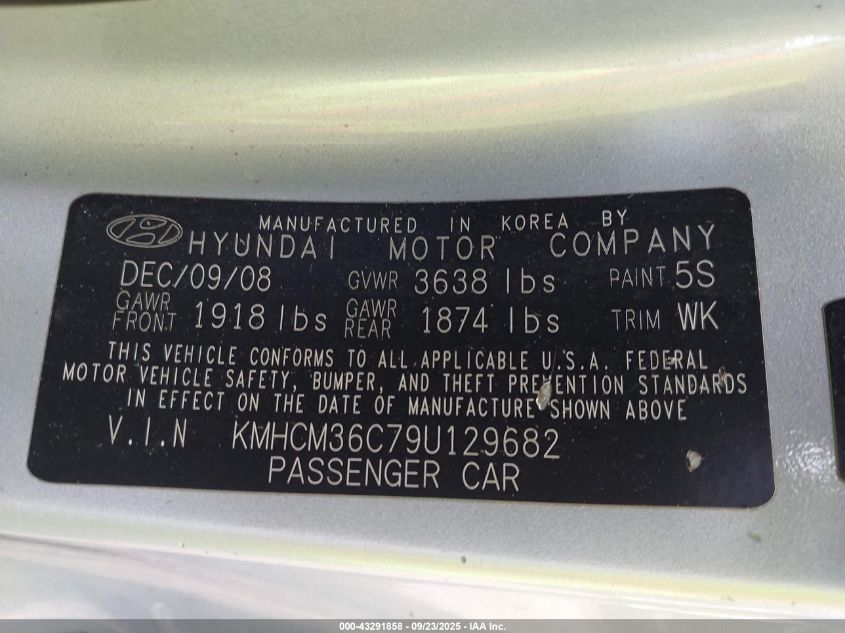 MANUFACTURED IN KOREA BY
HYUNDAI MOTOR COMPANY
DEC/09/08 GVWR 3638 lbs PAINT 5S
GAWR FRONT 1918 lbs GAWR REAR 1874 lbs TRIM WK
THIS VEHICLE CONFORMS TO ALL APPLICABLE U.S.A. FEDERAL
MOTOR VEHICLE SAFETY, BUMPER, AND THEFT PREVENTION STANDARDS
IN EFFECT ON THE DATE OF MANUFACTURE SHOWN ABOVE
V.I.N KMHCM36C79U129682
PASSENGER CAR
000-43291858 - 09/23/2025 - IAA Inc.